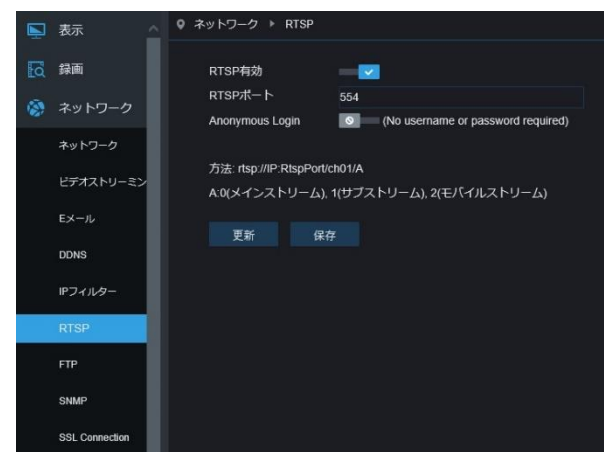 表示
録画
ネットワーク
ネットワーク
ビデオストリーミン
Eメール
DDNS
IPフィルター
RTSP
FTP
SNMP
SSL Connection
ネットワーク ▶ RTSP
RTSP有効
RTSPポート 554
Anonymous Login (No username or password required)
方法: rtsp://IP:RtspPort/ch01/A
A:0(メインストリーム), 1(サブストリーム), 2(モバイルストリーム)
更新 保存